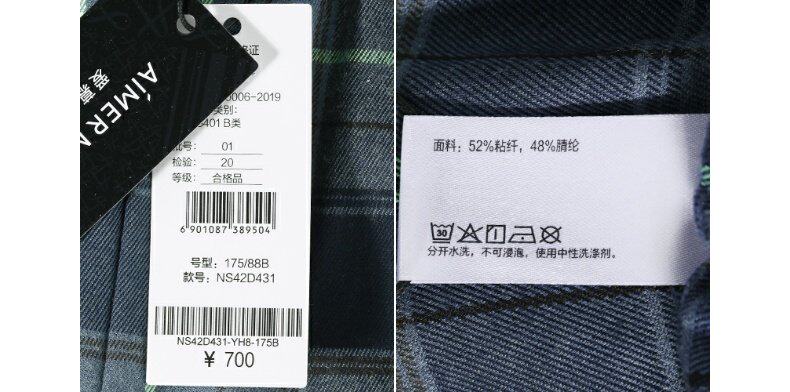 AiMER
爱慕
格证
0006-2019
类别:
401 B类
批号: 01
检验: 20
等级: 合格品
6 901087 389504
号型: 175/88B
款号: NS42D431
NS42D431-YH8-175B
¥ 700
面料: 52%粘纤, 48%腈纶
30
分开水洗, 不可浸泡, 使用中性洗涤剂。